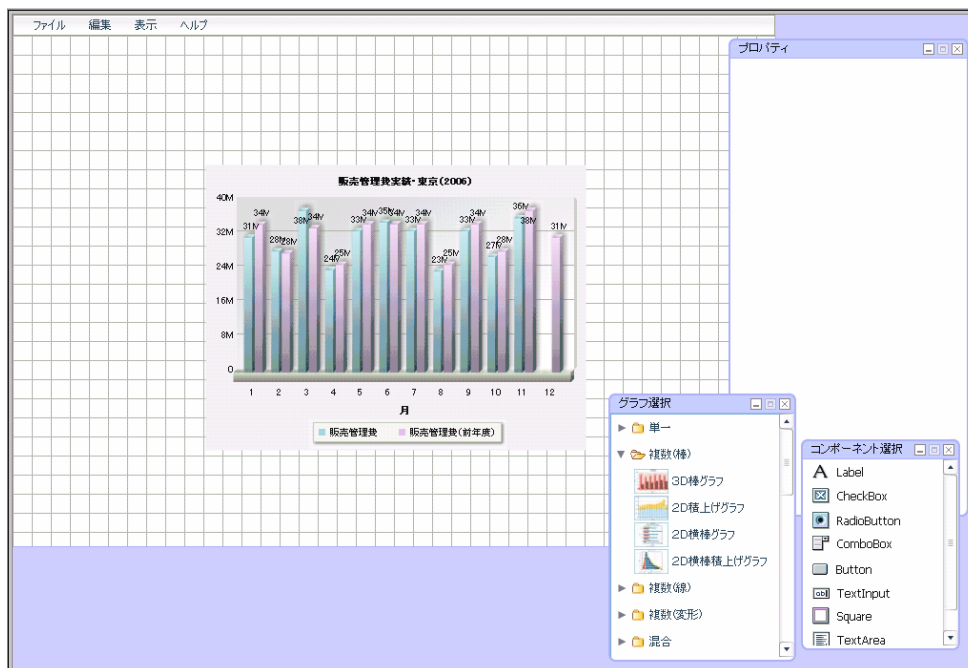 ファイル 編集 表示 ヘルプ
プロパティ
販売管理費実績-東京(2006)
40M
32M
24M
16M
8M
0
31M 34M 28M 28M 38M 34M 24M 25M 33M 34M 35M 34M 33M 34M 23M 25M 33M 34M 27M 28M 36M 38M 31M
1 2 3 4 5 6 7 8 9 10 11 12
月
販売管理費 販売管理費(前年度)
グラフ選択
単一
複数(棒)
3D棒グラフ
2D積上げグラフ
2D横棒グラフ
2D横棒積上げグラフ
複数(線)
複数(変形)
混合
コンポーネント選択
A Label
CheckBox
RadioButton
ComboBox
Button
abl TextInput
Square
TextArea